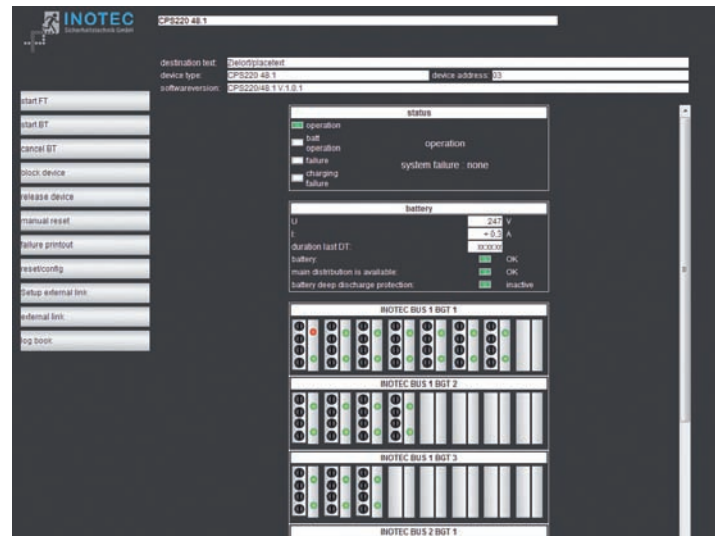 INOTEC
Sicherheitstechnik GmbH
CPS220 48.1
destination text: Zielort/placetext
device type: CPS220 48.1 device address: 03
softwareversion: CPS220/48.1 V.1.0.1
start FT
start BT
cancel BT
block device
release device
manual reset
failure printout
reset/config
Setup external link
external link
log book
status
operation
batt
operation
failure
charging
failure
operation
system failure : none
battery
U 247 V
I: + 0,3 A
duration last DT:
battery: OK
main distribution is available: OK
battery deep discharge protection: inactive
INOTEC BUS 1 BGT 1
INOTEC BUS 1 BGT 2
INOTEC BUS 1 BGT 3
INOTEC BUS 2 BGT 1